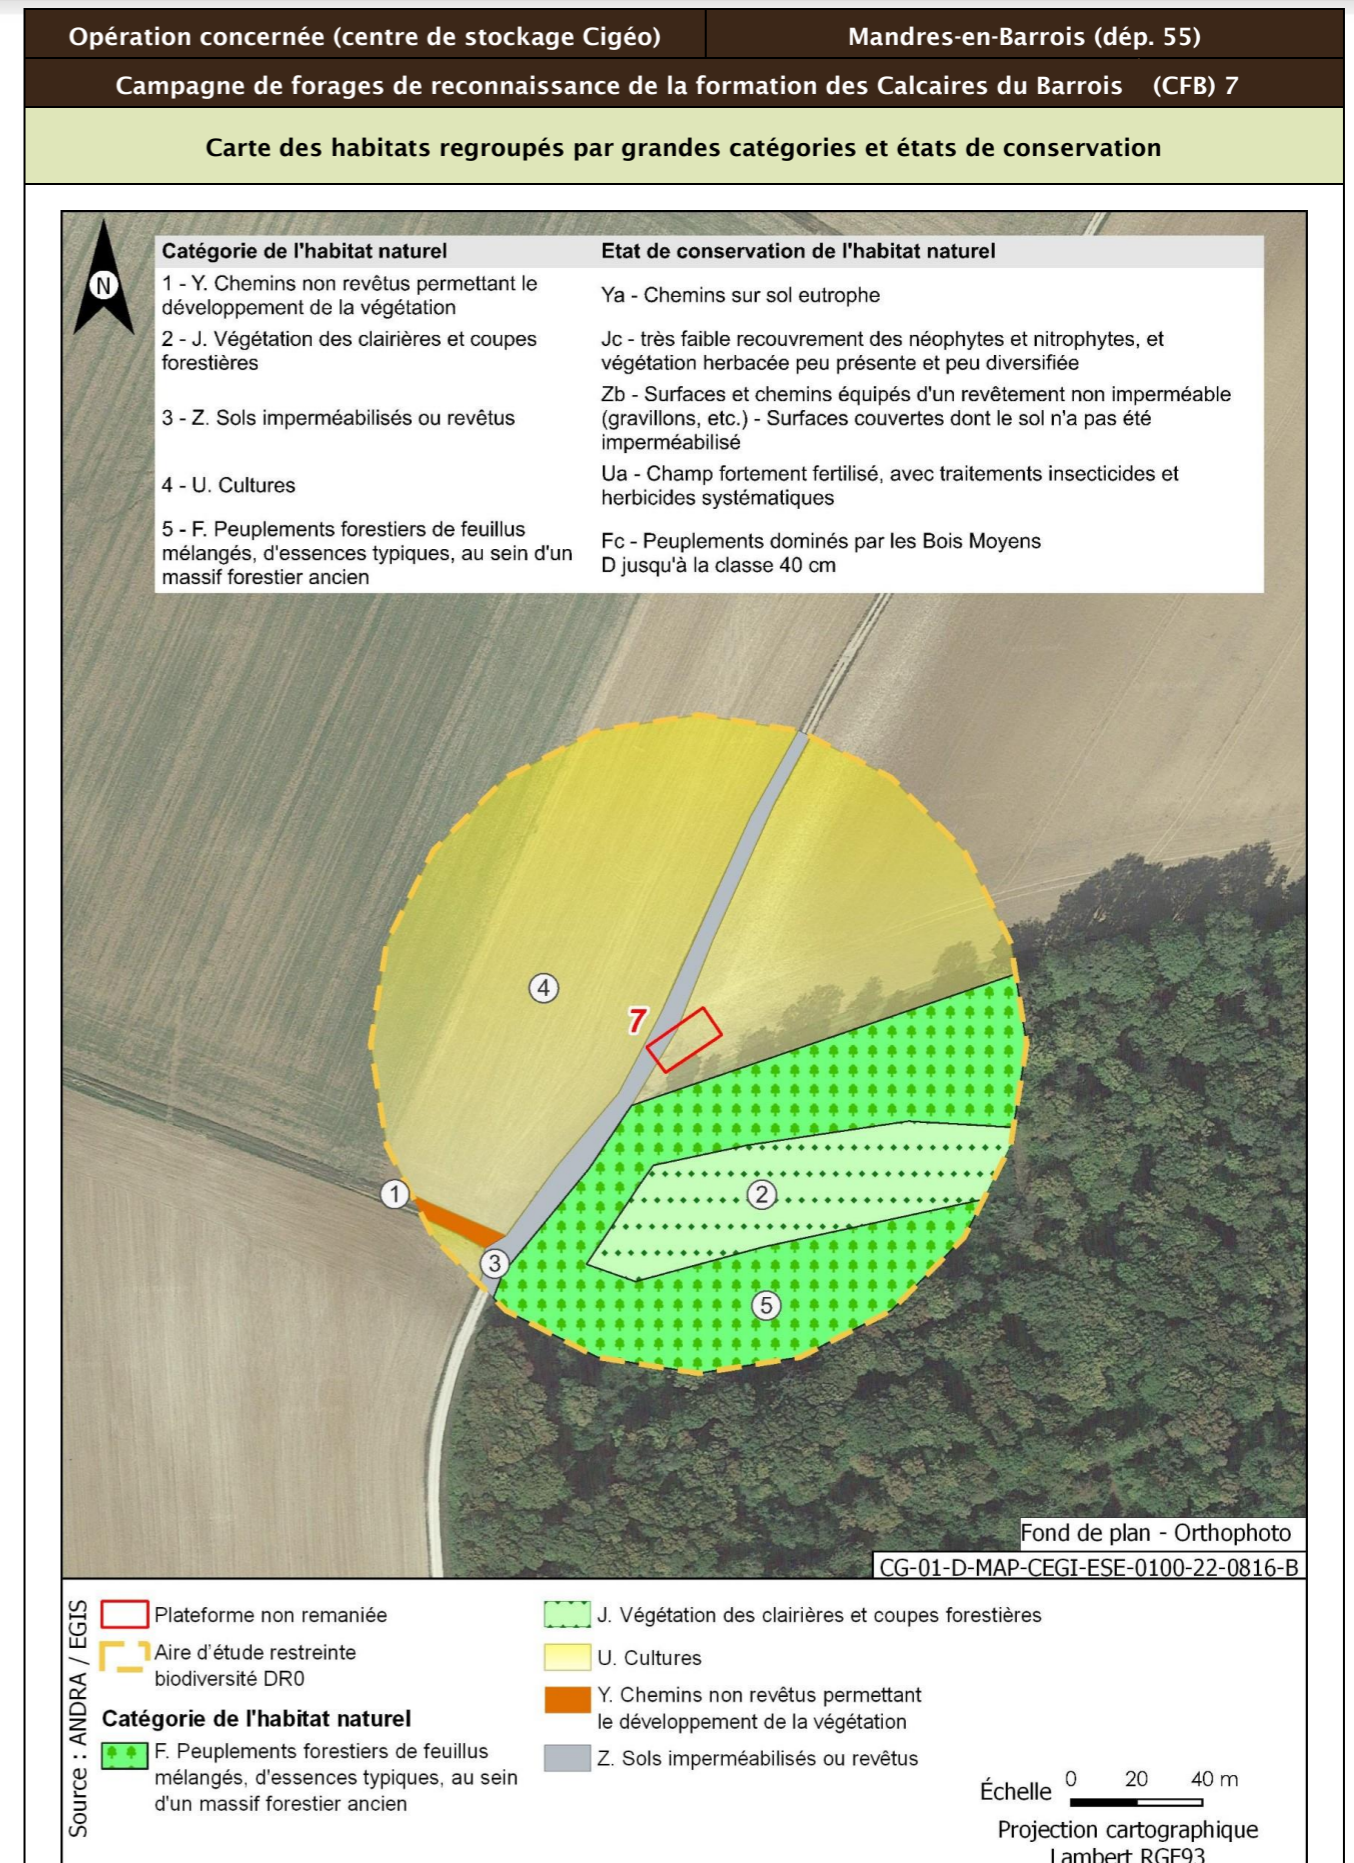 Opération concernée (centre de stockage Cigéo)
Mandres-en-Barrois (dép. 55)
Campagne de forages de reconnaissance de la formation des Calcaires du Barrois (CFB) 7
Carte des habitats regroupés par grandes catégories et états de conservation
N
Catégorie de l'habitat naturel
Etat de conservation de l'habitat naturel
1 - Y. Chemins non revêtus permettant le
développement de la végétation
Ya - Chemins sur sol eutrophe
2 - J. Végétation des clairières et coupes
forestières
Jc - très faible recouvrement des néophytes et nitrophytes, et
végétation herbacée peu présente et peu diversifiée
3 - Z. Sols imperméabilisés ou revêtus
Zb - Surfaces et chemins équipés d'un revêtement non imperméable
(gravillons, etc.) - Surfaces couvertes dont le sol n'a pas été
imperméabilisé
4 - U. Cultures
Ua - Champ fortement fertilisé, avec traitements insecticides et
herbicides systématiques
5 - F. Peuplements forestiers de feuillus
mélangés, d'essences typiques, au sein d'un
massif forestier ancien
Fc - Peuplements dominés par les Bois Moyens
D jusqu'à la classe 40 cm
4
7
1
2
3
5
Fond de plan - Orthophoto
CG-01-D-MAP-CEGI-ESE-0100-22-0816-B
Source : ANDRA / EGIS
Plateforme non remaniée
Aire d'étude restreinte
biodiversité DR0
Catégorie de l'habitat naturel
F. Peuplements forestiers de feuillus
mélangés, d'essences typiques, au sein
d'un massif forestier ancien
J. Végétation des clairières et coupes forestières
U. Cultures
Y. Chemins non revêtus permettant
le développement de la végétation
Z. Sols imperméabilisés ou revêtus
Échelle 0 20 40 m
Projection cartographique
Lambert RGF93